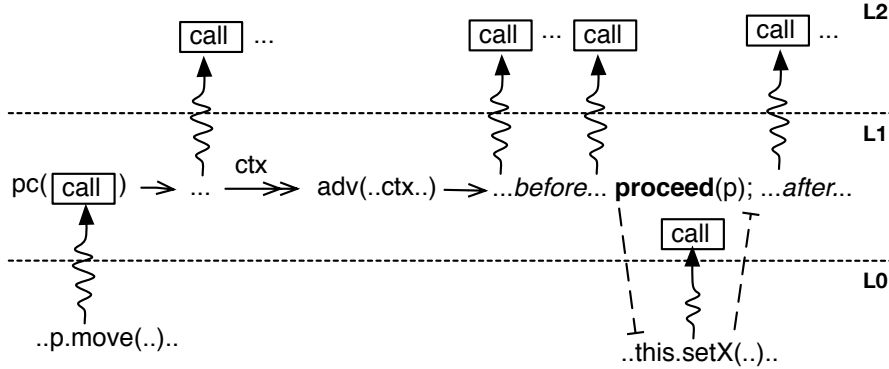 L2
call ... call ... call call ...
L1
ctx
pc( call ) ... adv(..ctx..) ...before... proceed(p); ...after...
call
L0
..p.move(..).. ..this.setX(..)..